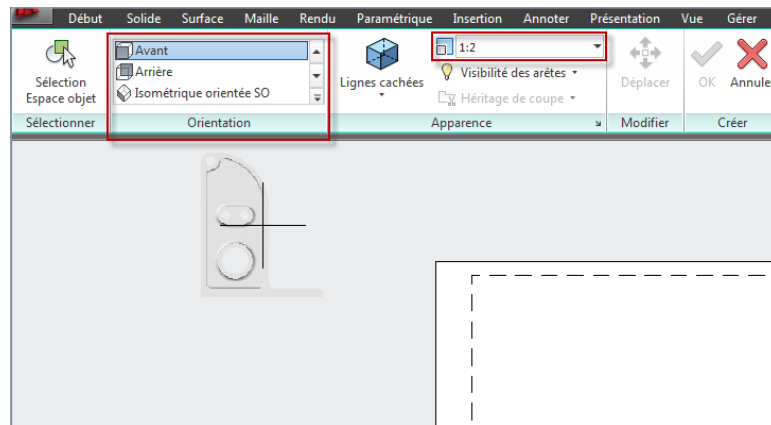 Début Solide Surface Maille Rendu Paramétrique Insertion Annoter Présentation Vue Gérer
Avant
1:2
Arrière
Visibilité des arêtes
Sélection
Espace objet
Isométrique orientée SO
Lignes cachées
Héritage de coupe
Déplacer
OK
Annule
Sélectionner Orientation Apparence Modifier Créer